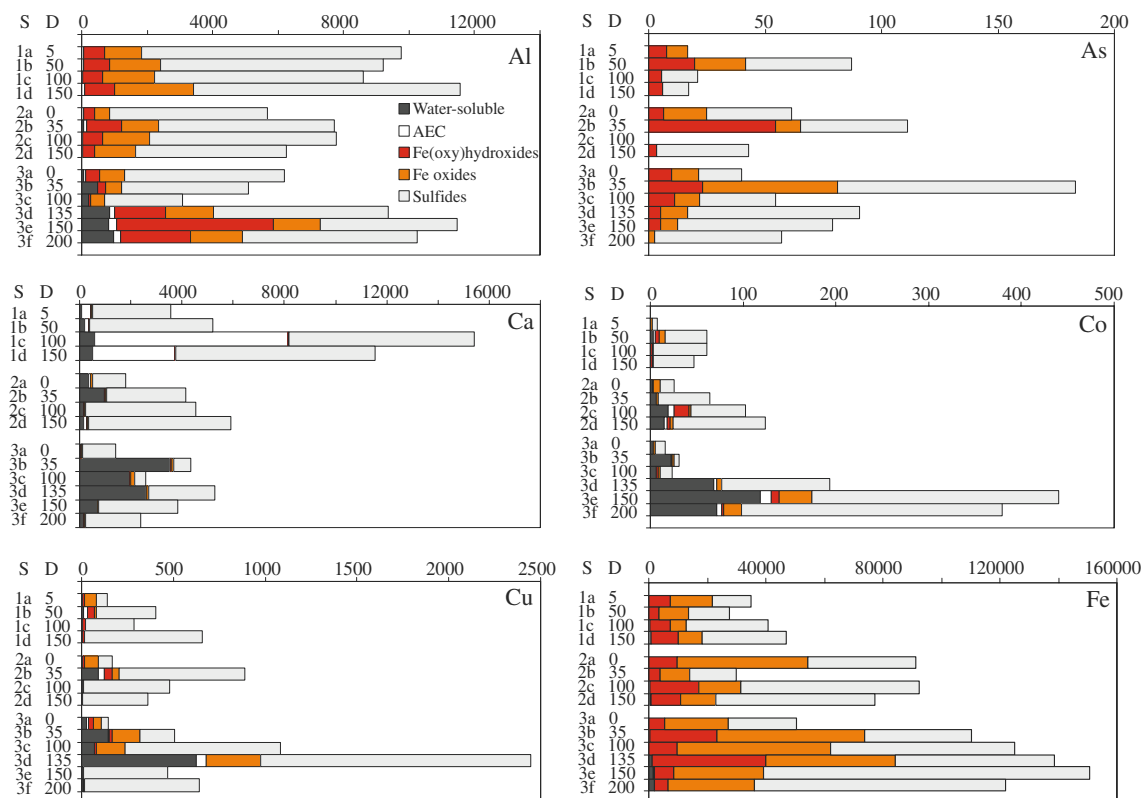 S D 0 4000 8000 12000
Al
1a 5
1b 50
1c 100
1d 150
2a 0
2b 35
2c 100
2d 150
3a 0
3b 35
3c 100
3d 135
3e 150
3f 200
Water-soluble
AEC
Fe(oxy)hydroxides
Fe oxides
Sulfides
S D 0 50 100 150 200
As
1a 5
1b 50
1c 100
1d 150
2a 0
2b 35
2c 100
2d 150
3a 0
3b 35
3c 100
3d 135
3e 150
3f 200
S D 0 4000 8000 12000 16000
Ca
1a 5
1b 50
1c 100
1d 150
2a 0
2b 35
2c 100
2d 150
3a 0
3b 35
3c 100
3d 135
3e 150
3f 200
S D 0 100 200 300 400 500
Co
1a 5
1b 50
1c 100
1d 150
2a 0
2b 35
2c 100
2d 150
3a 0
3b 35
3c 100
3d 135
3e 150
3f 200
S D 0 500 1000 1500 2000 2500
Cu
1a 5
1b 50
1c 100
1d 150
2a 0
2b 35
2c 100
2d 150
3a 0
3b 35
3c 100
3d 135
3e 150
3f 200
S D 0 40000 80000 120000 160000
Fe
1a 5
1b 50
1c 100
1d 150
2a 0
2b 35
2c 100
2d 150
3a 0
3b 35
3c 100
3d 135
3e 150
3f 200